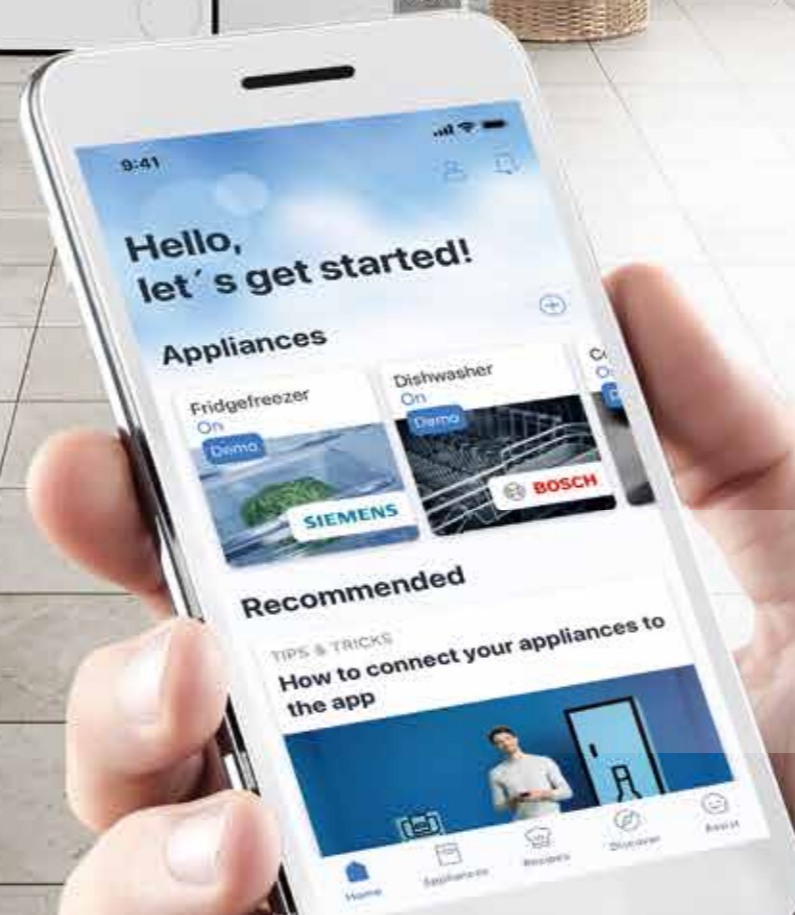 9:41
Hello,
let´s get started!
Appliances
Fridgefreezer
On
Demo
SIEMENS
Dishwasher
On
Demo
BOSCH
Recommended
TIPS & TRICKS
How to connect your appliances to
the app
Home
Appliances
Recipes
Discover
Assist